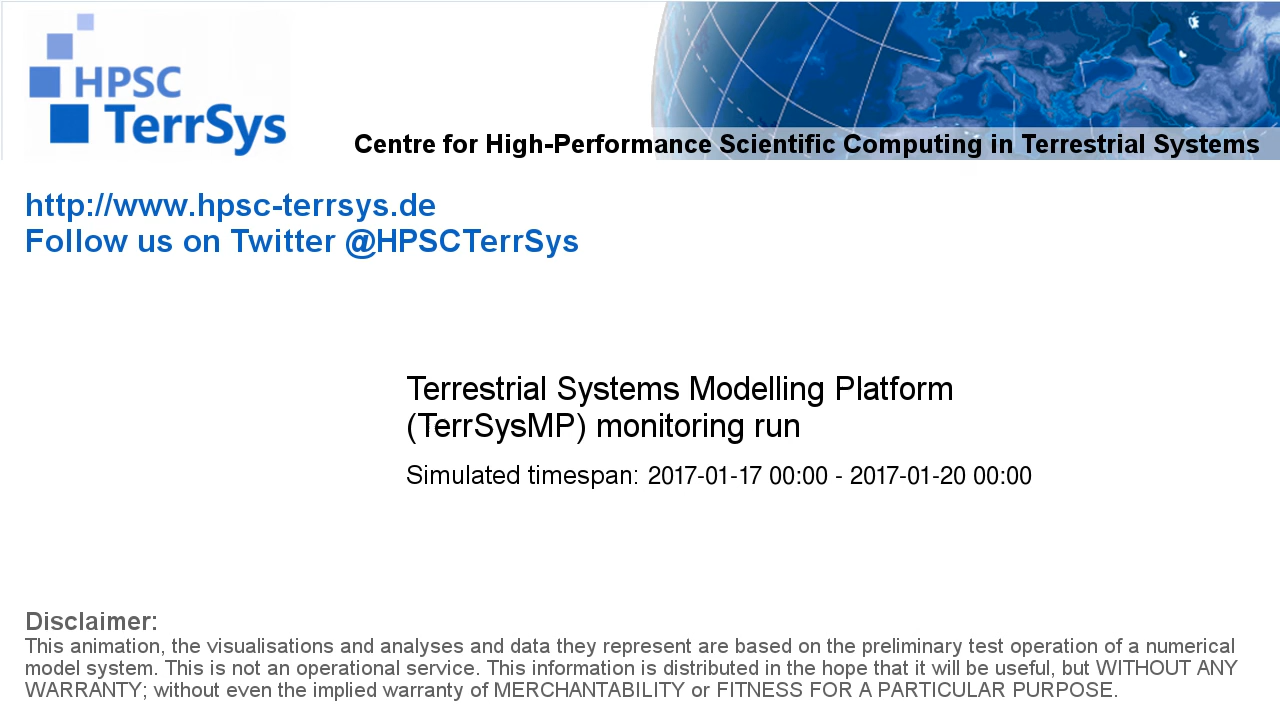 HPSC
TerrSys
Centre for High-Performance Scientific Computing in Terrestrial Systems
http://www.hpsc-terrsys.de
Follow us on Twitter @HPSCTerrSys
Terrestrial Systems Modelling Platform
(TerrSysMP) monitoring run
Simulated timespan: 2017-01-17 00:00 - 2017-01-20 00:00
Disclaimer:
This animation, the visualisations and analyses and data they represent are based on the preliminary test operation of a numerical
model system. This is not an operational service. This information is distributed in the hope that it will be useful, but WITHOUT ANY
WARRANTY; without even the implied warranty of MERCHANTABILITY or FITNESS FOR A PARTICULAR PURPOSE.